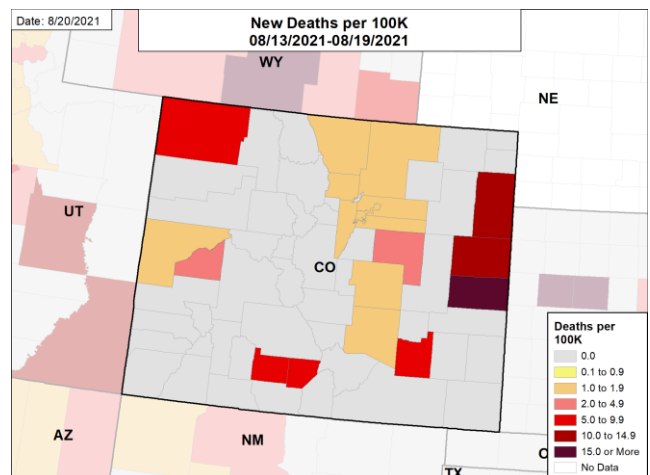 Date: 8/20/2021
New Deaths per 100K
08/13/2021-08/19/2021
WY
NE
UT
CO
AZ
NM
TX
O
Deaths per
100K
0.0
0.1 to 0.9
1.0 to 1.9
2.0 to 4.9
5.0 to 9.9
10.0 to 14.9
15.0 or More
No Data